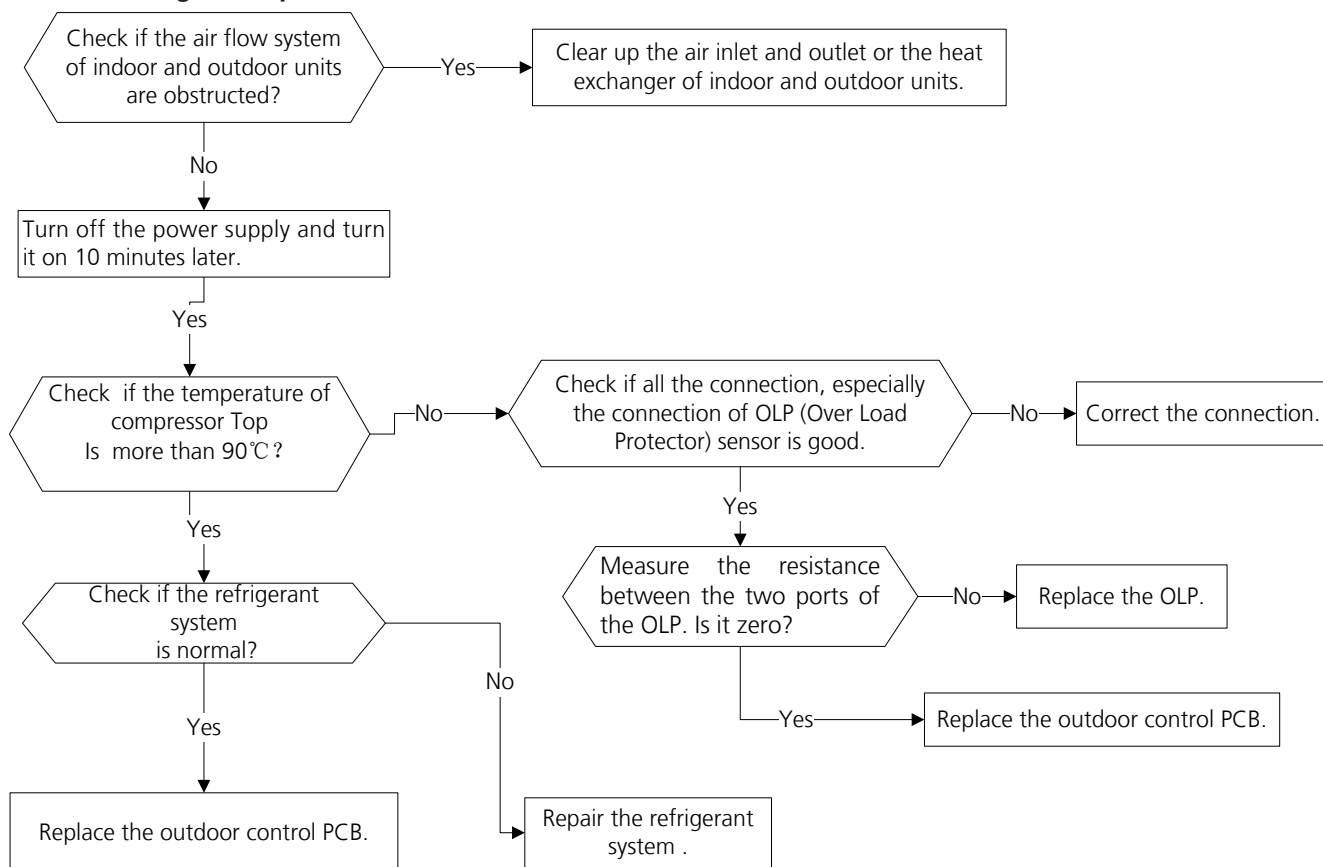 Check if the air flow system
of indoor and outdoor units
are obstructed?
Yes
Clear up the air inlet and outlet or the heat
exchanger of indoor and outdoor units.
No
Turn off the power supply and turn
it on 10 minutes later.
Yes
Check if the temperature of
compressor Top
Is more than 90℃？
No
Check if all the connection, especially
the connection of OLP (Over Load
Protector) sensor is good.
No
Correct the connection.
Yes
Yes
Measure the resistance
between the two ports of
the OLP. Is it zero?
No
Replace the OLP.
Check if the refrigerant
system
is normal?
No
Yes
Yes
Replace the outdoor control PCB.
Replace the outdoor control PCB.
Repair the refrigerant
system .